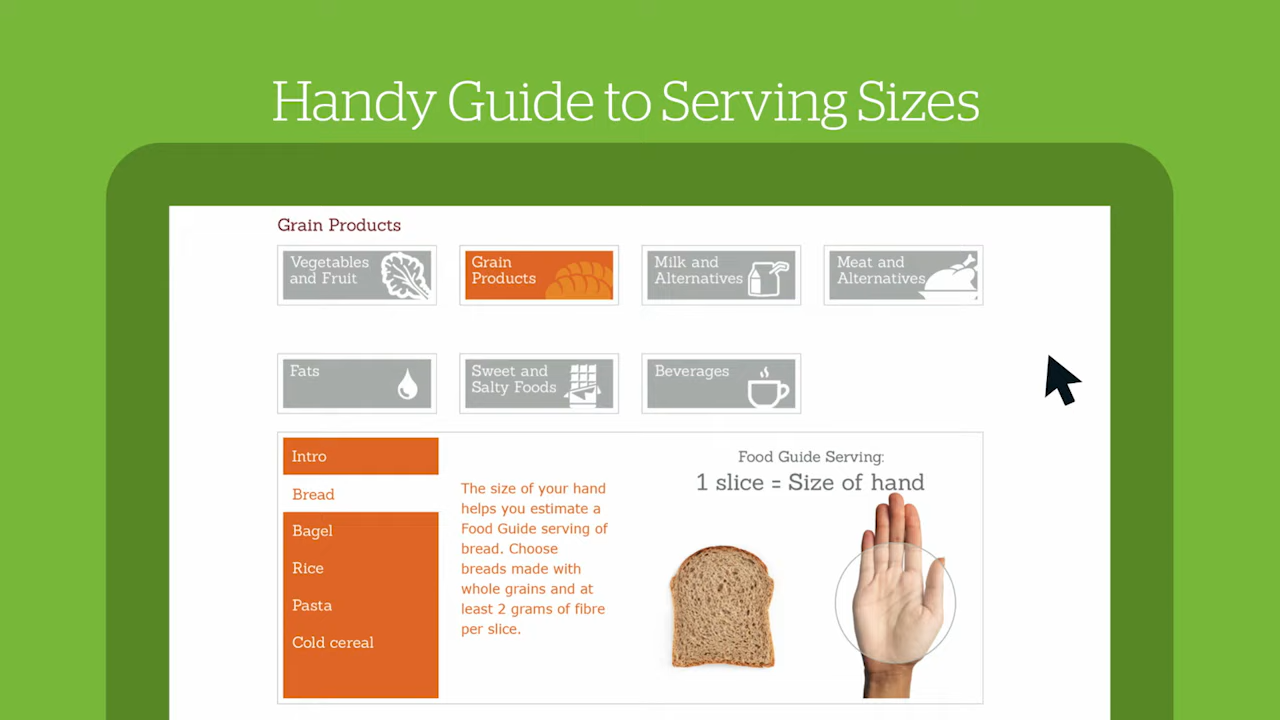 Handy Guide to Serving Sizes
Grain Products
Vegetables
and Fruit
Grain
Products
Milk and
Alternatives
Meat and
Alternatives
Fats
Sweet and
Salty Foods
Beverages
Intro
Bread
Bagel
Rice
Pasta
Cold cereal
The size of your hand
helps you estimate a
Food Guide serving of
bread. Choose
breads made with
whole grains and at
least 2 grams of fibre
per slice.
Food Guide Serving:
1 slice = Size of hand